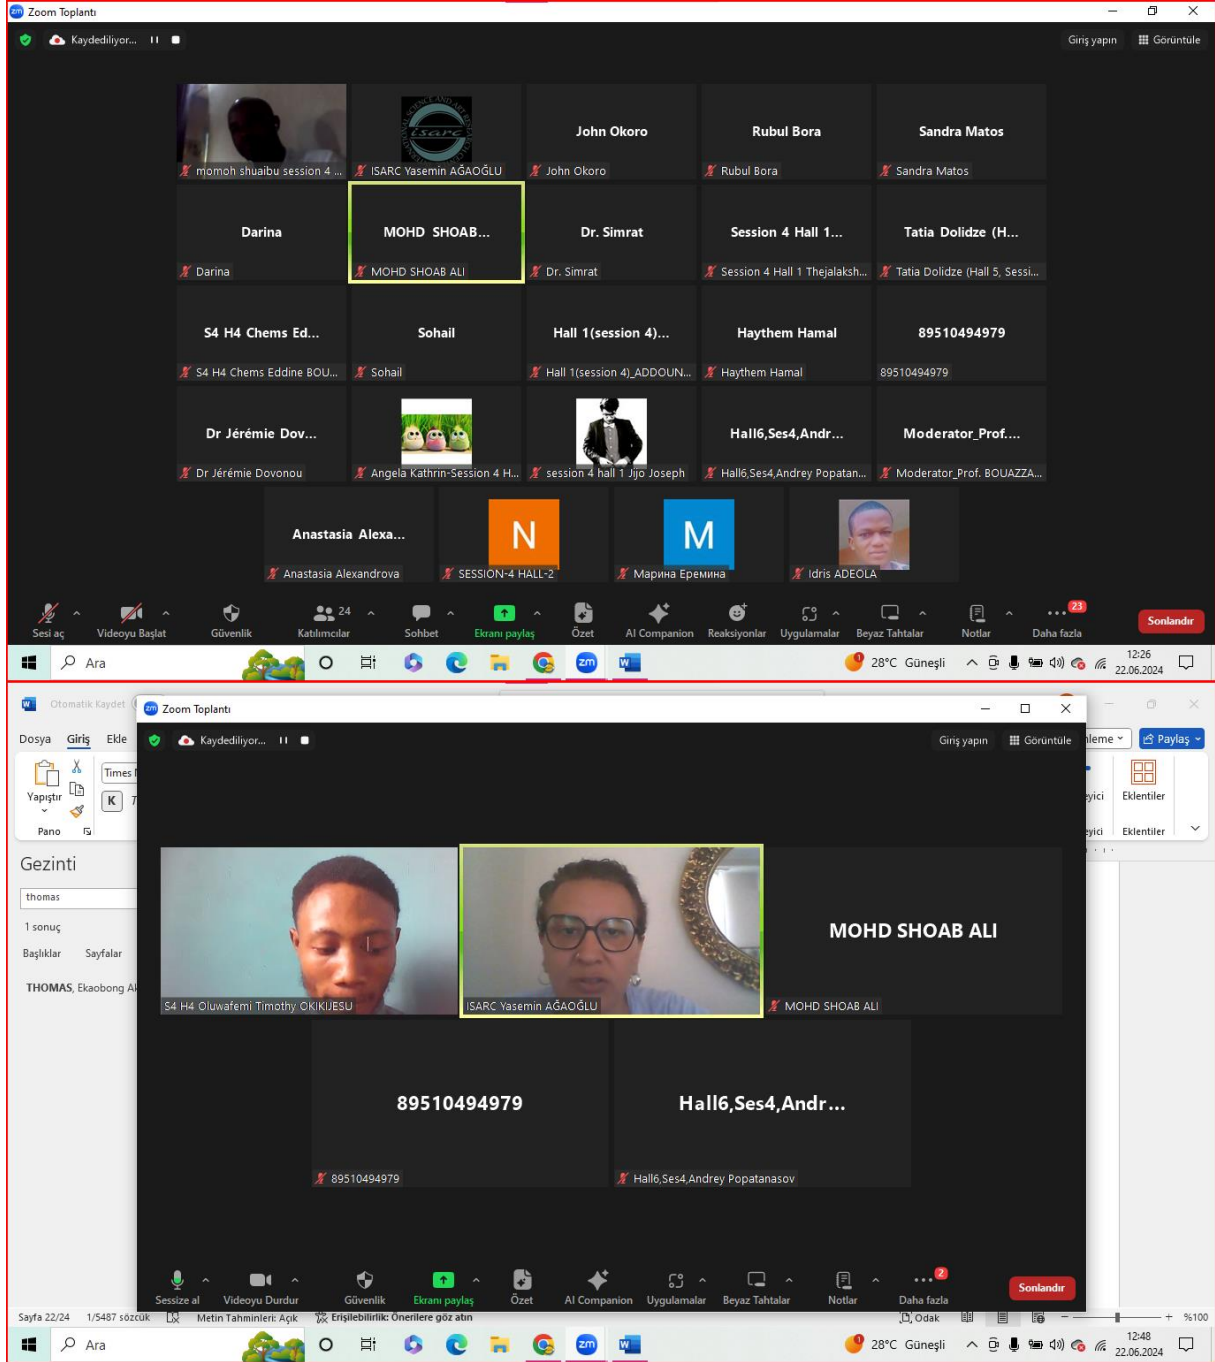 Zoom Toplantı
Kaydediliyor...
Giriş yapın
Görüntüle
isarc
John Okoro
Rubul Bora
Sandra Matos
momoh shuaibu session 4 ...
ISARC Yasemin AĞAOĞLU
John Okoro
Rubul Bora
Sandra Matos
Darina
MOHD SHOAB...
Dr. Simrat
Session 4 Hall 1...
Tatia Dolidze (H...
Darina
MOHD SHOAB ALI
Dr. Simrat
Session 4 Hall 1 Thejalaksh...
Tatia Dolidze (Hall 5, Sessi...
S4 H4 Chems Ed...
Sohail
Hall 1(session 4)...
Haythem Hamal
89510494979
S4 H4 Chems Eddine BOU...
Sohail
Hall 1(session 4)_ADDOUN...
Haythem Hamal
89510494979
Dr Jérémie Dov...
Hall6,Ses4,Andr...
Moderator_Prof....
Dr Jérémie Dovonou
Angela Kathrin-Session 4 H...
session 4 hall 1 Jijo Joseph
Hall6,Ses4,Andrey Popatan...
Moderator_Prof. BOUAZZA...
Anastasia Alexa...
N
M
Anastasia Alexandrova
SESSION-4 HALL-2
Марина Еремина
Idris ADEOLA
24
23
Sesi aç
Videoyu Başlat
Güvenlik
Katılımcılar
Sohbet
Ekranı paylaş
Özet
AI Companion
Reaksiyonlar
Uygulamalar
Beyaz Tahtalar
Notlar
Daha fazla
Sonlandır
Ara
zm
28°C Güneşli
12:26
22.06.2024
Otomatik Kaydet
Zoom Toplantı
Dosya
Giriş
Ekle
Kaydediliyor...
Giriş yapın
Görüntüle
leme
Paylaş
Yapıştır
Times
K
yici
Eklentiler
Pano
yici
Eklentiler
Gezinti
thomas
1 sonuç
Başlıklar
Sayfalar
THOMAS, Ekaobong Ak
MOHD SHOAB ALI
S4 H4 Oluwafemi Timothy OKIKIJESU
ISARC Yasemin AĞAOĞLU
MOHD SHOAB ALI
89510494979
Hall6,Ses4,Andr...
89510494979
Hall6,Ses4,Andrey Popatanasov
2
Sessize al
Videoyu Durdur
Güvenlik
Ekranı paylaş
Özet
AI Companion
Uygulamalar
Beyaz Tahtalar
Notlar
Daha fazla
Sonlandır
Sayfa 22/24
1/5487 sözcük
Metin Tahminleri: Açık
Erişilebilirlik: Önerilere göz atın
Odak
%100
Ara
zm
28°C Güneşli
12:48
22.06.2024